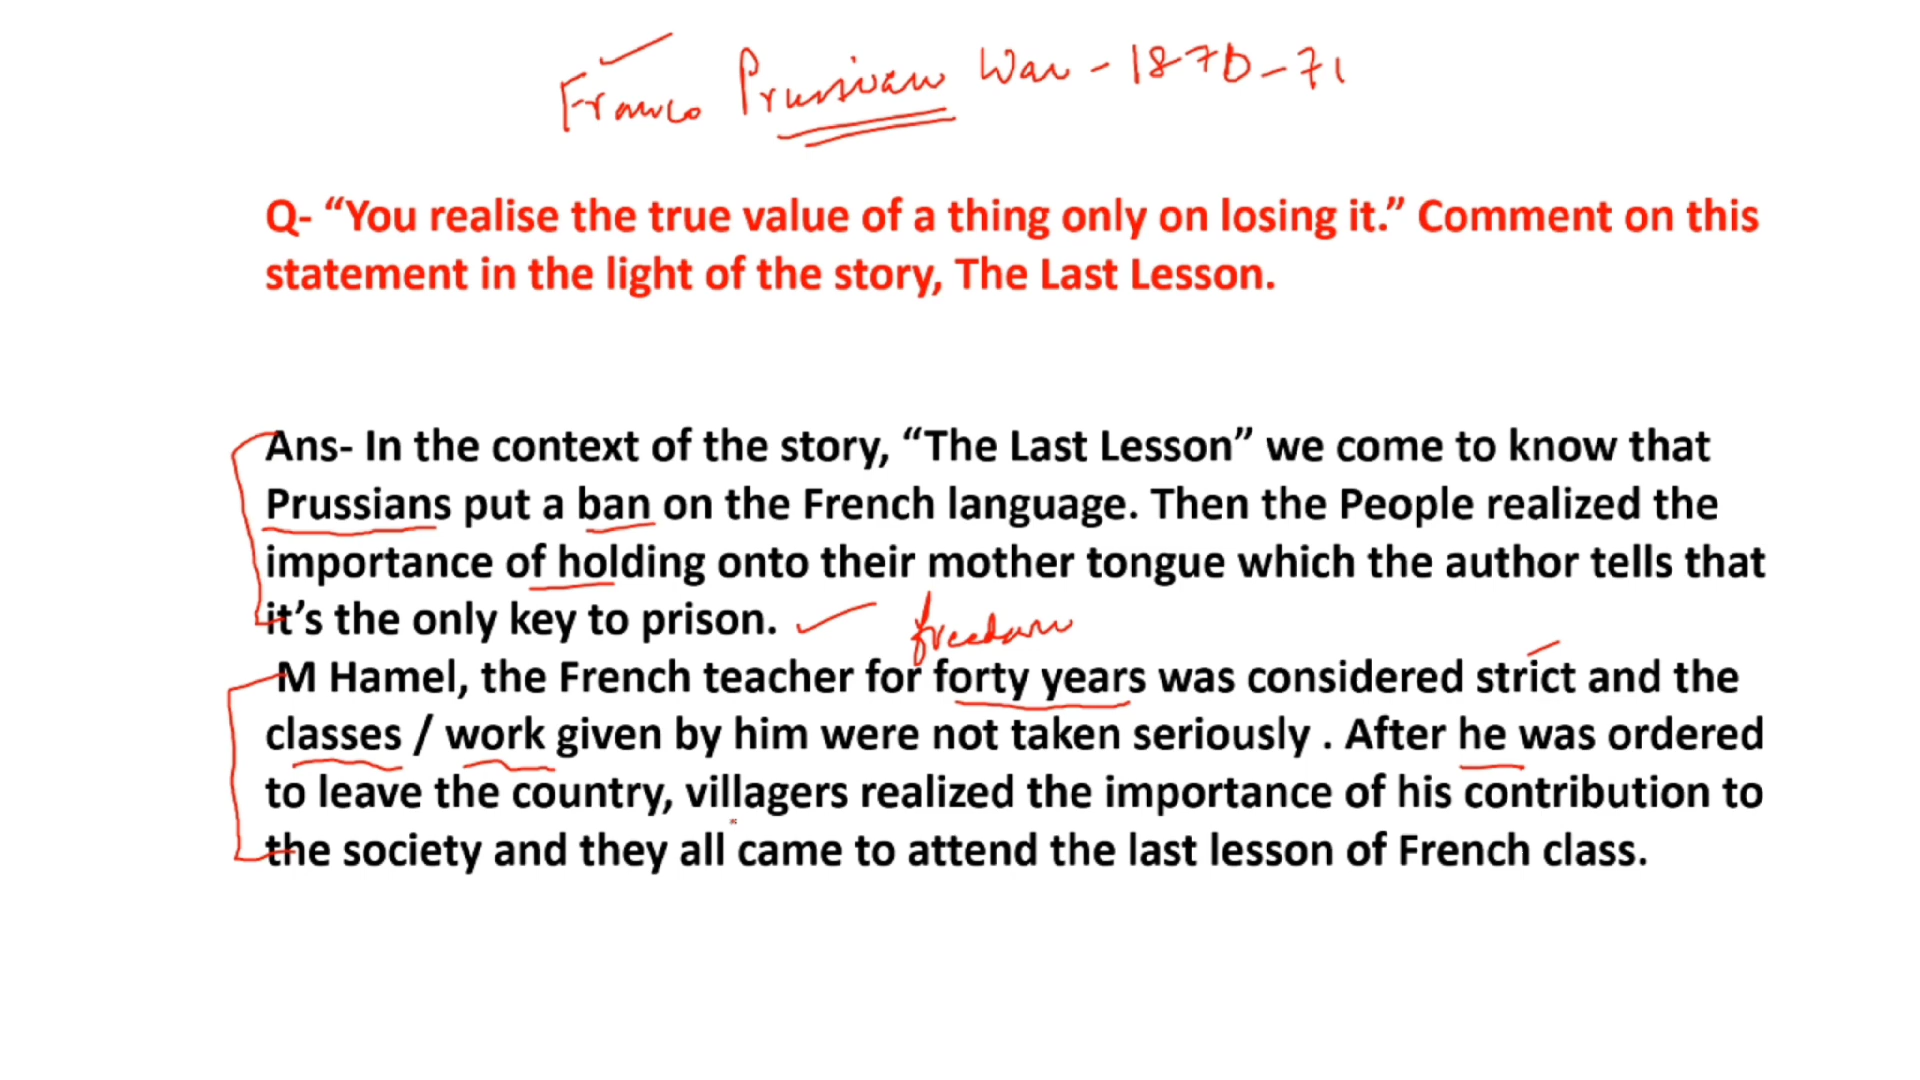 Franco Prussian War - 1870-71
Q- “You realise the true value of a thing only on losing it.” Comment on this
statement in the light of the story, The Last Lesson.
Ans- In the context of the story, “The Last Lesson” we come to know that
Prussians put a ban on the French language. Then the People realized the
importance of holding onto their mother tongue which the author tells that
it’s the only key to prison.
freedom
M Hamel, the French teacher for forty years was considered strict and the
classes / work given by him were not taken seriously . After he was ordered
to leave the country, villagers realized the importance of his contribution to
the society and they all came to attend the last lesson of French class.